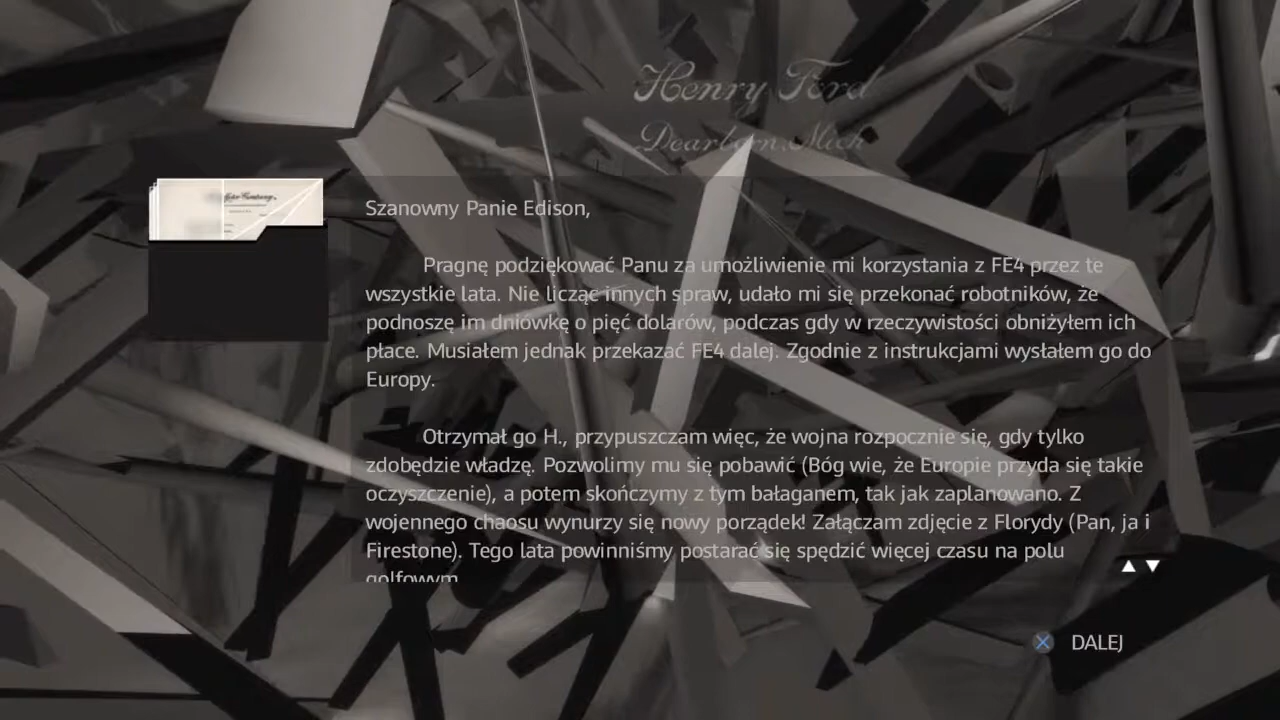 Henry Ford
Dearborn, Mich
Szanowny Panie Edison,
Pragnę podziękować Panu za umożliwienie mi korzystania z FE4 przez te
wszystkie lata. Nie licząc innych spraw, udało mi się przekonać robotników, że
podnoszę im dniówkę o pięć dolarów, podczas gdy w rzeczywistości obniżyłem ich
płace. Musiałem jednak przekazać FE4 dalej. Zgodnie z instrukcjami wysłałem go do
Europy.
Otrzymał go H., przypuszczam więc, że wojna rozpocznie się, gdy tylko
zdobędzie władzę. Pozwolimy mu się pobawić (Bóg wie, że Europie przyda się takie
oczyszczenie), a potem skończymy z tym bałaganem, tak jak zaplanowano. Z
wojennego chaosu wynurzy się nowy porządek! Załączam zdjęcie z Florydy (Pan, ja i
Firestone). Tego lata powinniśmy postarać się spędzić więcej czasu na polu
golfowym
DALEJ